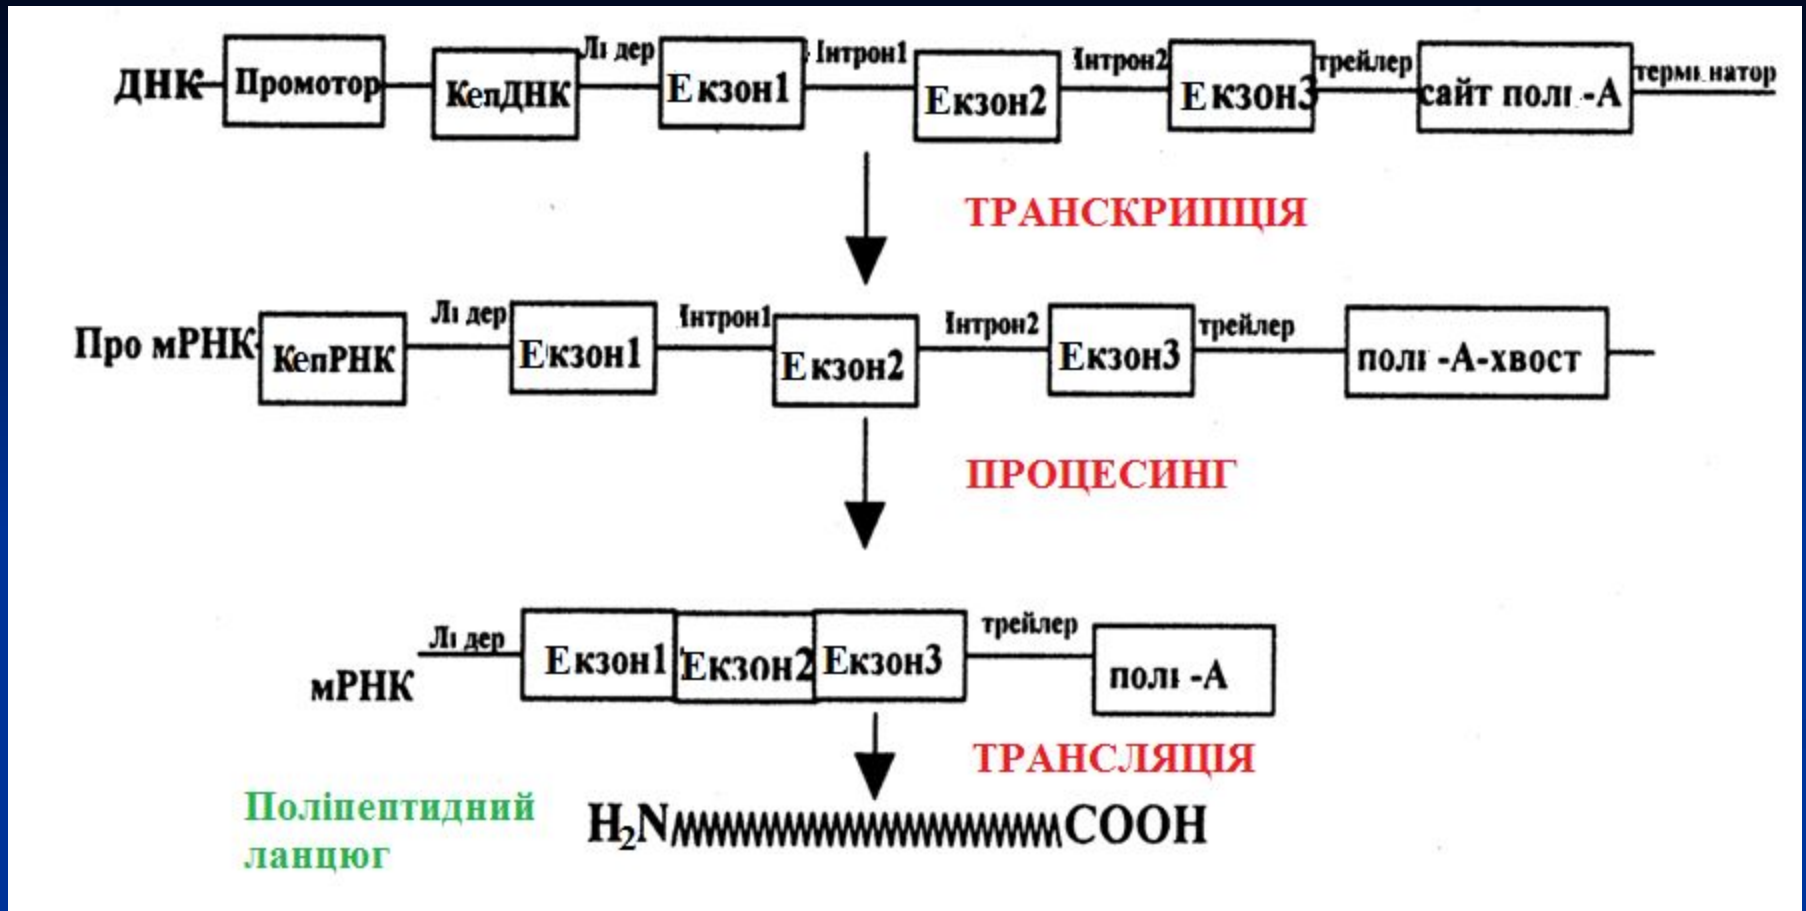 ДНК Промотор КепДНК Лідер Екзон1 Інтрон1 Екзон2 Інтрон2 Екзон3 трейлер сайт полі-А термінатор
ТРАНСКРИПЦІЯ
Про мРНК КепРНК Лідер Екзон1 Інтрон1 Екзон2 Інтрон2 Екзон3 трейлер полі-А-хвост
ПРОЦЕСИНГ
мРНК Лідер Екзон1 Екзон2 Екзон3 трейлер полі-А
ТРАНСЛЯЦІЯ
Поліпептидний
ланцюг
H₂N COOH